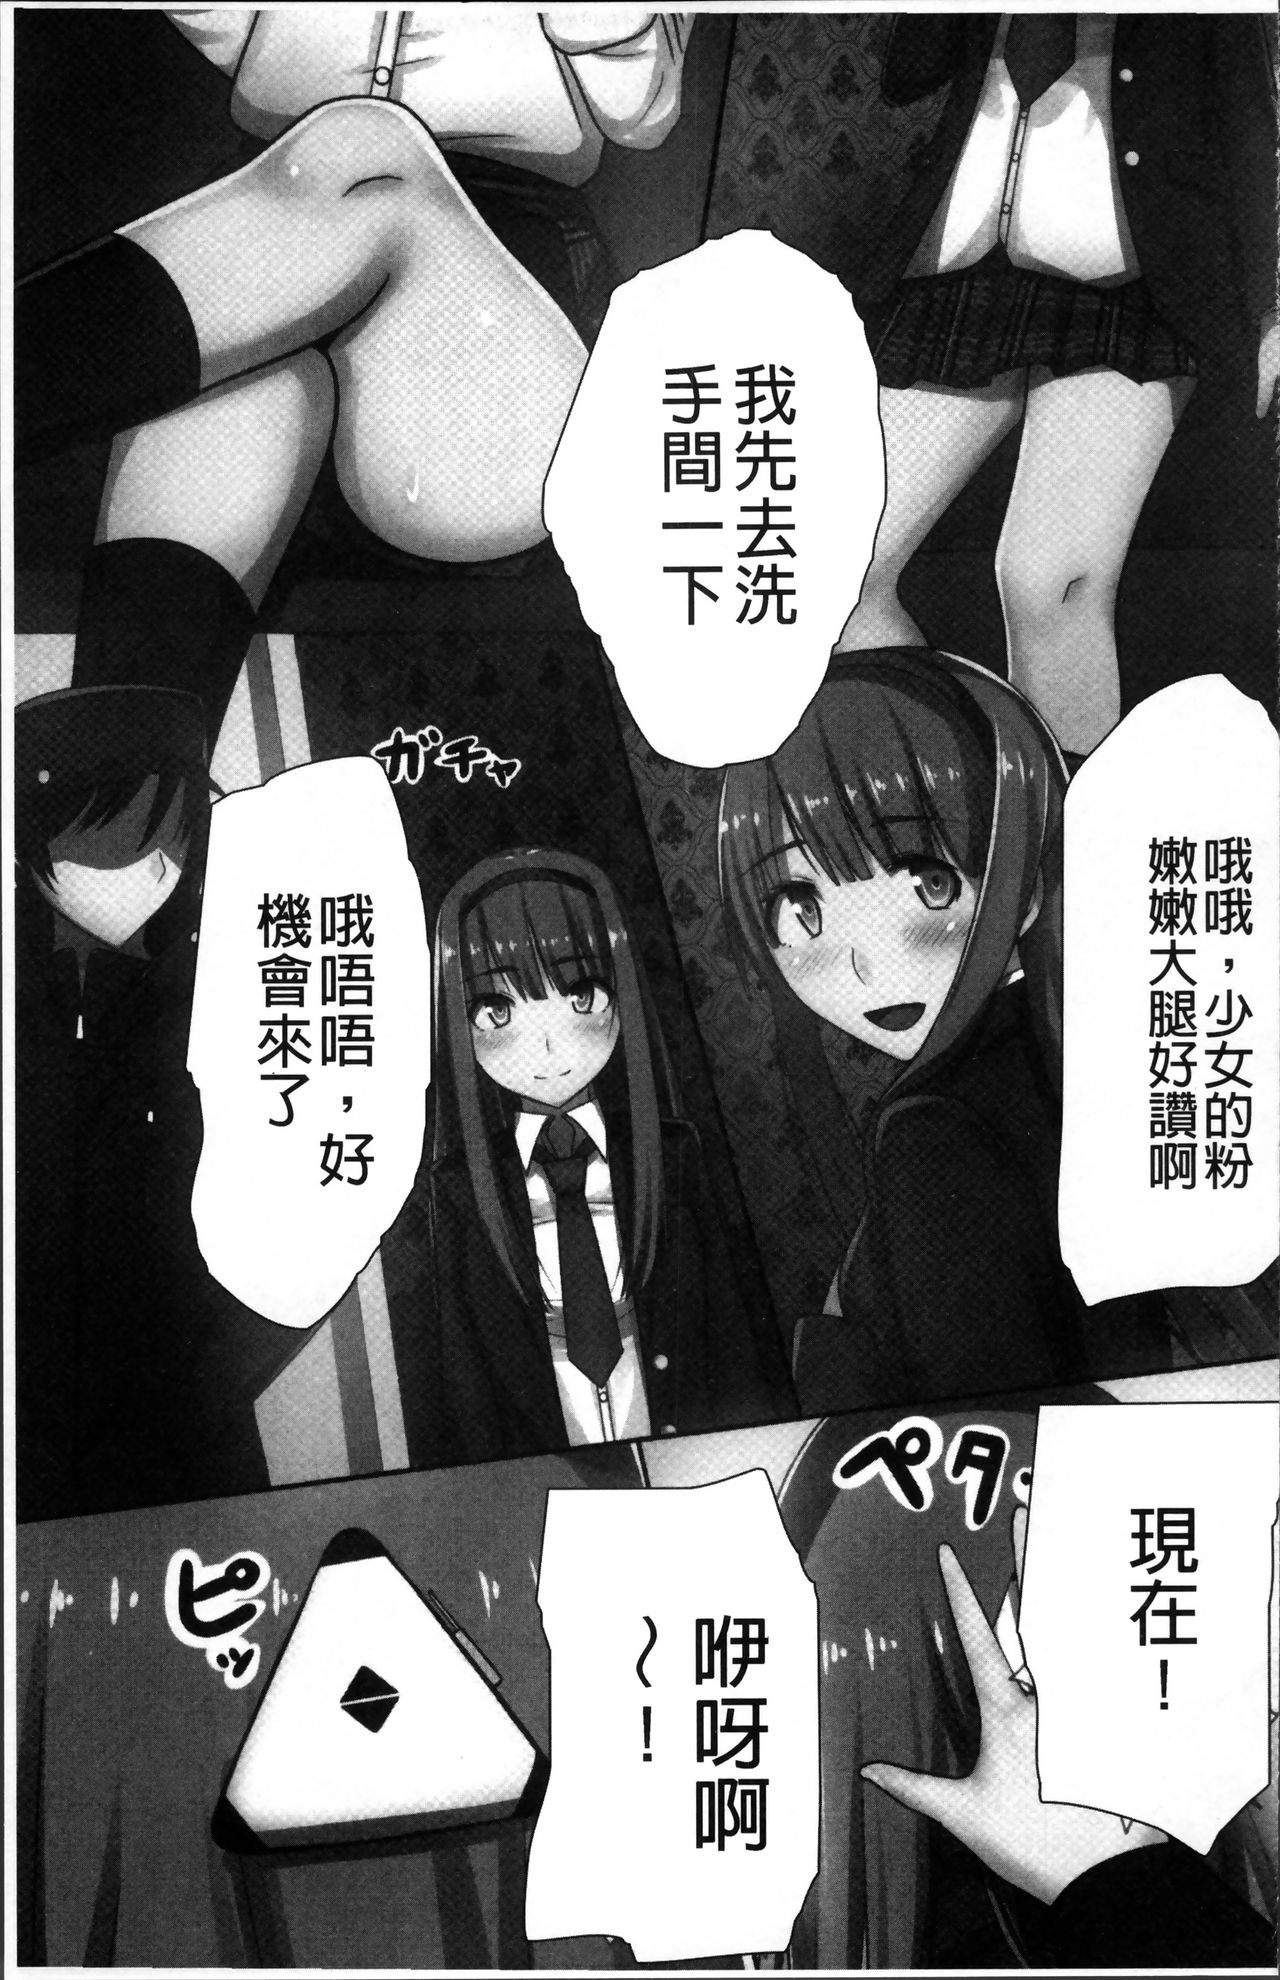 我先去洗
手間一下
哦哦，少女的粉
嫩嫩大腿好讚啊
ガチャ
哦唔唔，好
機會來了
現在！
ペタッ
咿呀啊
～！
ピッ